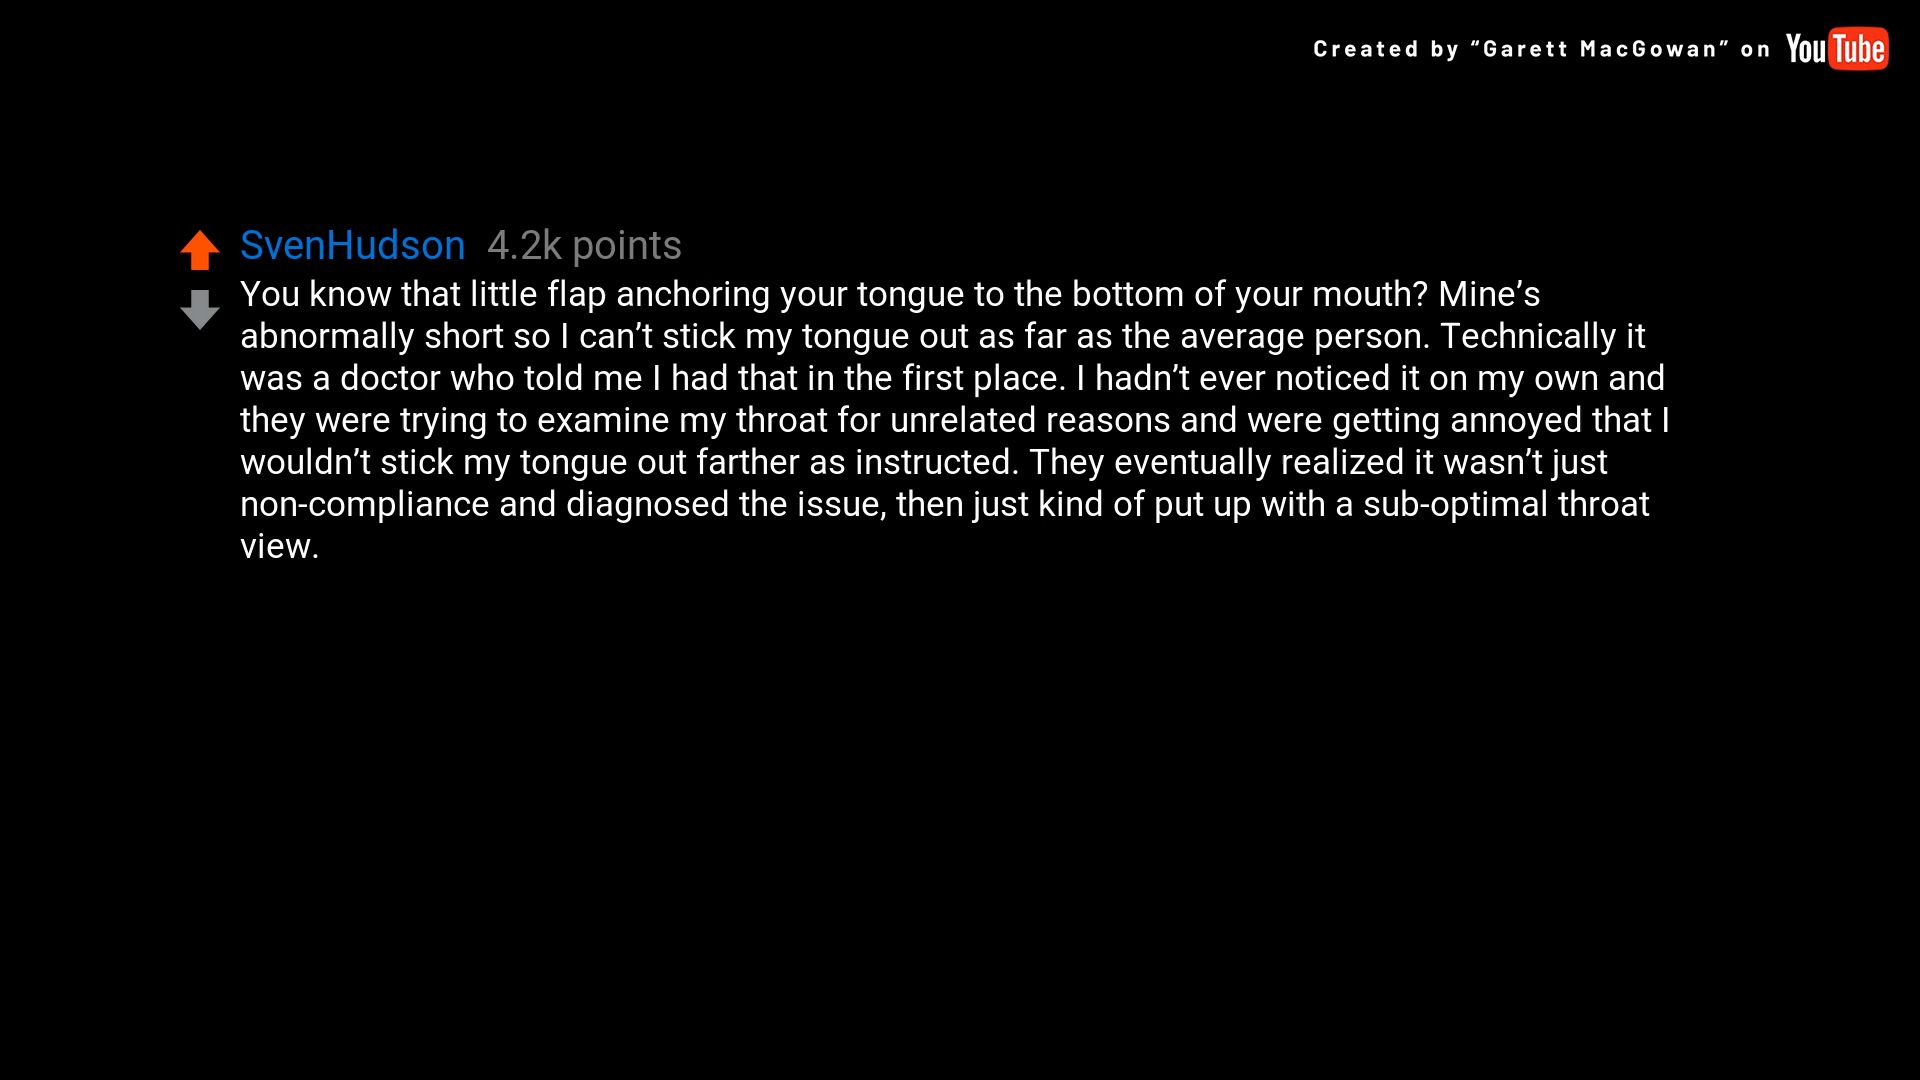 Created by “Garett MacGowan” on YouTube
SvenHudson 4.2k points
You know that little flap anchoring your tongue to the bottom of your mouth? Mine’s
abnormally short so I can’t stick my tongue out as far as the average person. Technically it
was a doctor who told me I had that in the first place. I hadn’t ever noticed it on my own and
they were trying to examine my throat for unrelated reasons and were getting annoyed that I
wouldn’t stick my tongue out farther as instructed. They eventually realized it wasn’t just
non-compliance and diagnosed the issue, then just kind of put up with a sub-optimal throat
view.